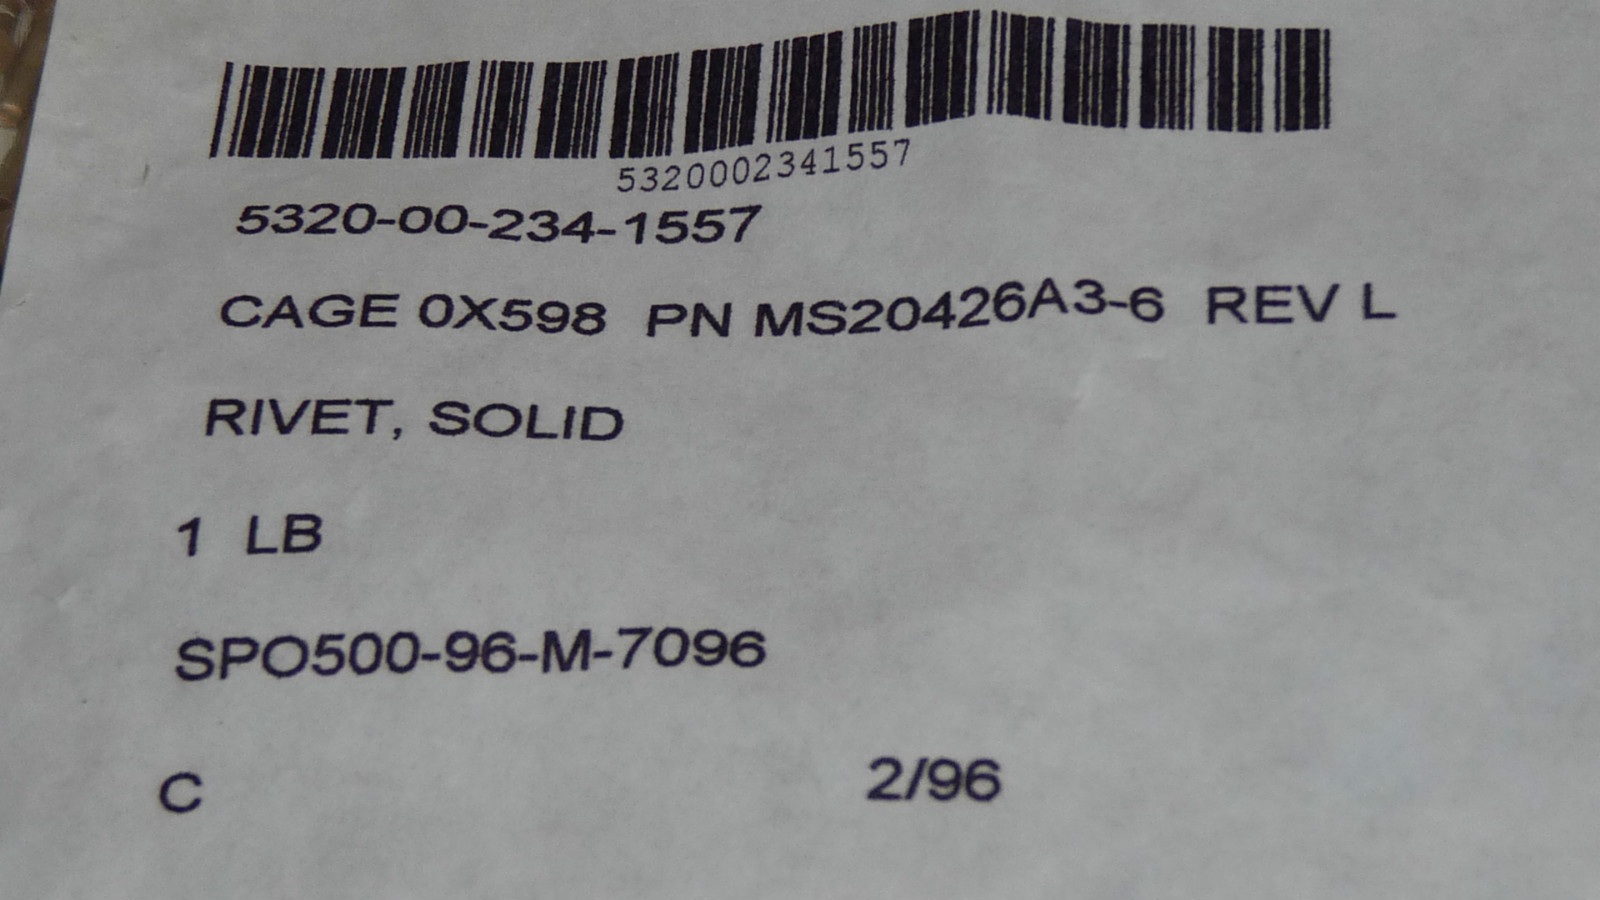 5320002341557
5320-00-234-1557
CAGE 0X598 PN MS20426A3-6 REV L
RIVET, SOLID
1 LB
SPO500-96-M-7096
C 2/96